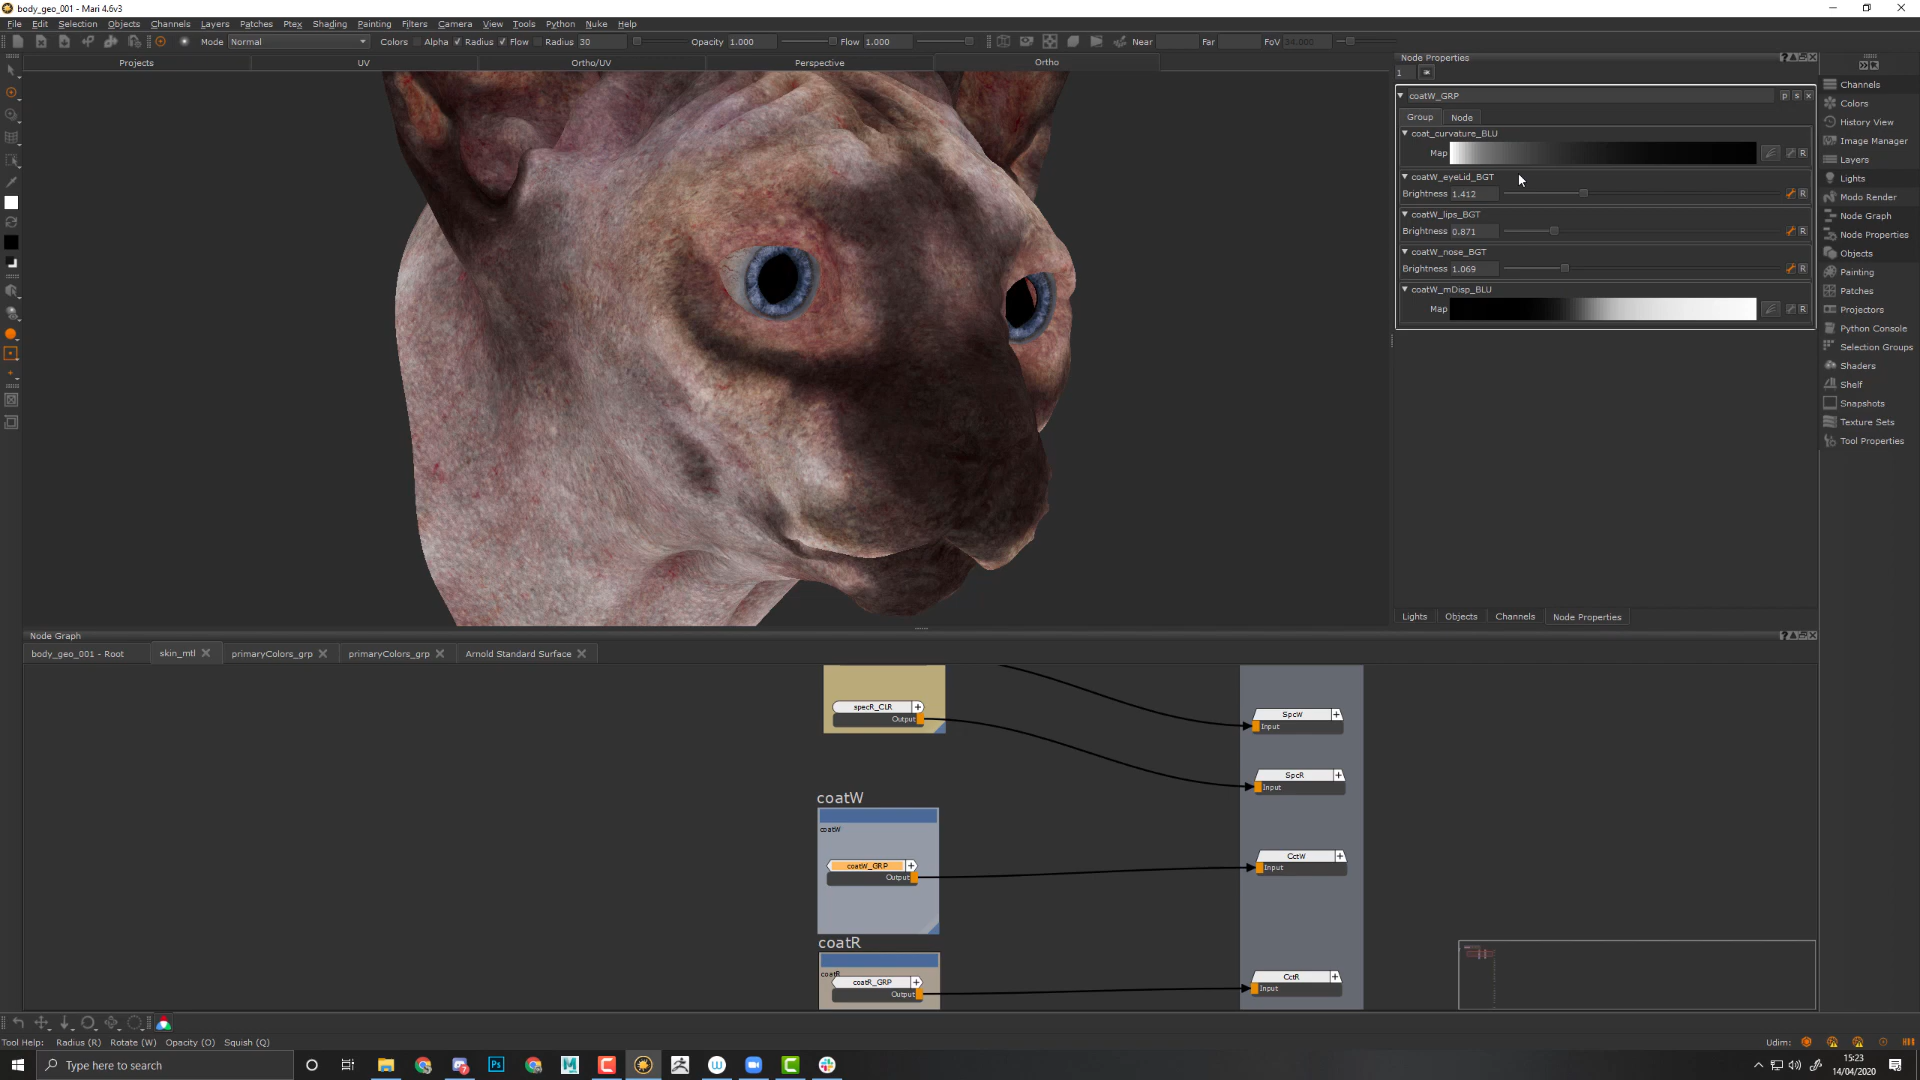 body_geo_001 - Mari 4.6v3
File Edit Selection Objects Channels Layers Patches Ptex Shading Painting Filters Camera View Tools Python Nuke Help
Mode Normal Colors Alpha Radius Flow Radius 30 Opacity 1.000 Flow 1.000 Near Far FoV 34.000
Projects UV Ortho/UV Perspective Ortho
Node Properties
1
coatW_GRP p s x
Group Node
coat_curvature_BLU
Map R
coatW_eyeLid_BGT
Brightness 1.412 R
coatW_lips_BGT
Brightness 0.871 R
coatW_nose_BGT
Brightness 1.069 R
coatW_mDisp_BLU
Map R
Channels
Colors
History View
Image Manager
Layers
Lights
Modo Render
Node Graph
Node Properties
Objects
Painting
Patches
Projectors
Python Console
Selection Groups
Shaders
Shelf
Snapshots
Texture Sets
Tool Properties
Lights Objects Channels Node Properties
Node Graph
body_geo_001 - Root skin_mtl primaryColors_grp primaryColors_grp Arnold Standard Surface
specR_CLR +
Output
SpcW +
Input
SpcR +
Input
coatW
coatW
coatW_GRP +
Output
CctW +
Input
coatR
coatR
coatR_GRP +
Output
CctR +
Input
Tool Help: Radius (R) Rotate (W) Opacity (O) Squish (Q)
Udim:
Type here to search
15:23
14/04/2020